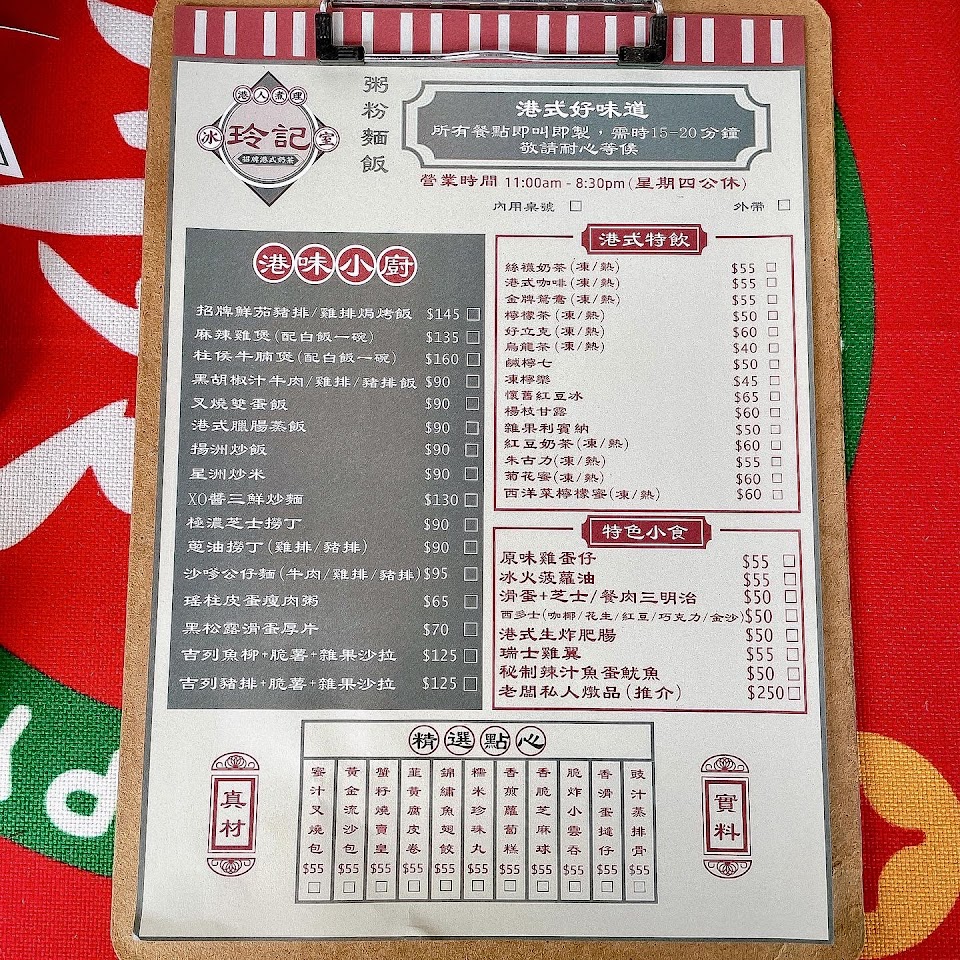 港人煮理
冰玲記室
招牌港式奶茶
粥粉麵飯
港式好味道
所有餐點即叫即製,需時15-20分鐘
敬請耐心等候
營業時間 11:00am - 8:30pm(星期四公休)
內用桌號 □ 外帶 □
港味小廚
招牌鮮茄豬排/雞排焗烤飯 $145 □
麻辣雞煲(配白飯一碗) $135 □
柱侯牛腩煲(配白飯一碗) $160 □
黑胡椒汁牛肉/雞排/豬排飯 $90 □
叉燒雙蛋飯 $90 □
港式臘腸蒸飯 $90 □
揚洲炒飯 $90 □
星洲炒米 $90 □
XO醬三鮮炒麵 $130 □
極濃芝士撈丁 $90 □
蔥油撈丁(雞排/豬排) $90 □
沙嗲公仔麵(牛肉/雞排/豬排) $95 □
瑤柱皮蛋瘦肉粥 $65 □
黑松露滑蛋厚片 $70 □
吉列魚柳+脆薯+雜果沙拉 $125 □
吉列豬排+脆薯+雜果沙拉 $125 □
港式特飲
絲襪奶茶(凍/熱) $55 □
港式咖啡(凍/熱) $55 □
金牌鴛鴦(凍/熱) $55 □
檸檬茶(凍/熱) $50 □
好立克(凍/熱) $60 □
烏龍茶(凍/熱) $40 □
鹹檸七 $50 □
凍檸樂 $45 □
懷舊紅豆冰 $65 □
楊枝甘露 $60 □
雜果利賓納 $50 □
紅豆奶茶(凍/熱) $60 □
朱古力(凍/熱) $55 □
菊花蜜(凍/熱) $60 □
西洋菜檸檬蜜(凍/熱) $60 □
特色小食
原味雞蛋仔 $55 □
冰火菠蘿油 $55 □
滑蛋+芝士/餐肉三明治 $50 □
西多士(咖椰/花生/紅豆/巧克力/金沙) $50 □
港式生炸肥腸 $50 □
瑞士雞翼 $55 □
秘制辣汁魚蛋魷魚 $50 □
老闆私人燉品(推介) $250 □
精選點心
蜜汁叉燒包 $55 □
黃金流沙包 $55 □
蟹籽燒賣皇 $55 □
韮黃腐皮卷 $55 □
錦繡魚翅餃 $55 □
糯米珍珠丸 $55 □
香煎蘿蔔糕 $55 □
香脆芝麻球 $55 □
脆炸小雲吞 $55 □
香滑蛋撻仔 $55 □
豉汁蒸排骨 $55 □
真材
實料